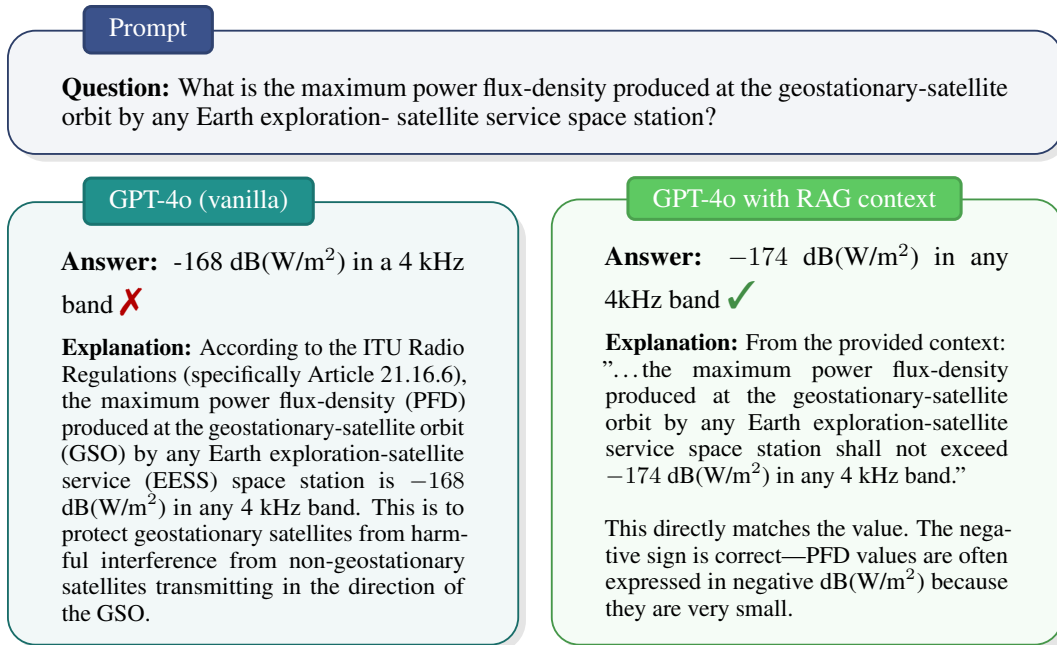 Prompt
Question: What is the maximum power flux-density produced at the geostationary-satellite
orbit by any Earth exploration- satellite service space station?
GPT-4o (vanilla)
Answer: -168 dB(W/m²) in a 4 kHz
band ✗
Explanation: According to the ITU Radio
Regulations (specifically Article 21.16.6),
the maximum power flux-density (PFD)
produced at the geostationary-satellite orbit
(GSO) by any Earth exploration-satellite
service (EESS) space station is −168
dB(W/m²) in any 4 kHz band. This is to
protect geostationary satellites from harm-
ful interference from non-geostationary
satellites transmitting in the direction of
the GSO.
GPT-4o with RAG context
Answer: −174 dB(W/m²) in any
4kHz band ✓
Explanation: From the provided context:
”…the maximum power flux-density
produced at the geostationary-satellite
orbit by any Earth exploration-satellite
service space station shall not exceed
−174 dB(W/m²) in any 4 kHz band.”
This directly matches the value. The nega-
tive sign is correct—PFD values are often
expressed in negative dB(W/m²) because
they are very small.